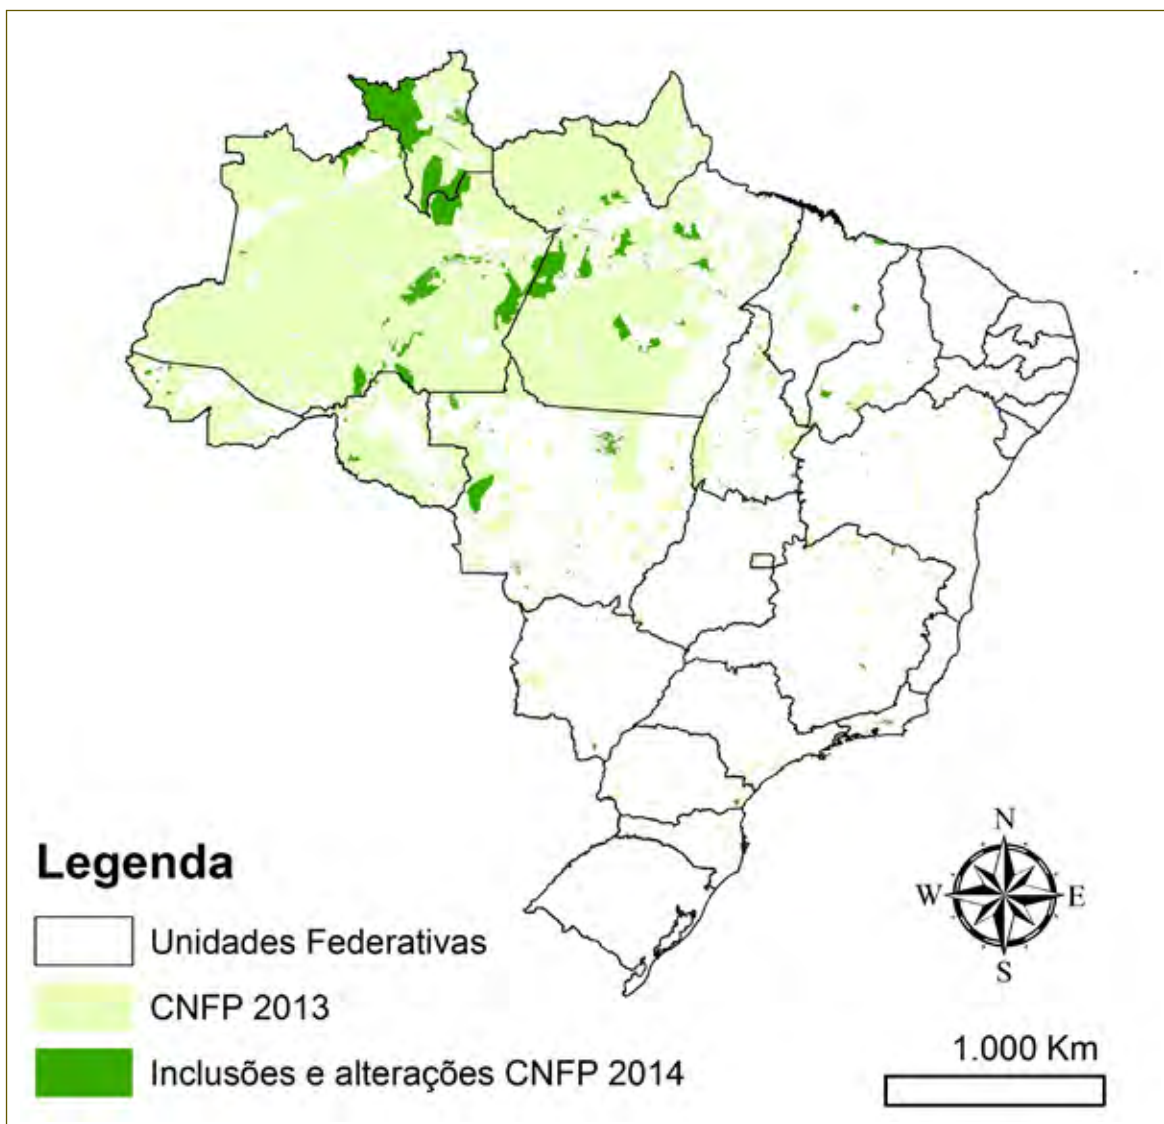 Legenda
Unidades Federativas
CNFP 2013
Inclusões e alterações CNFP 2014
N
W E
S
1.000 Km